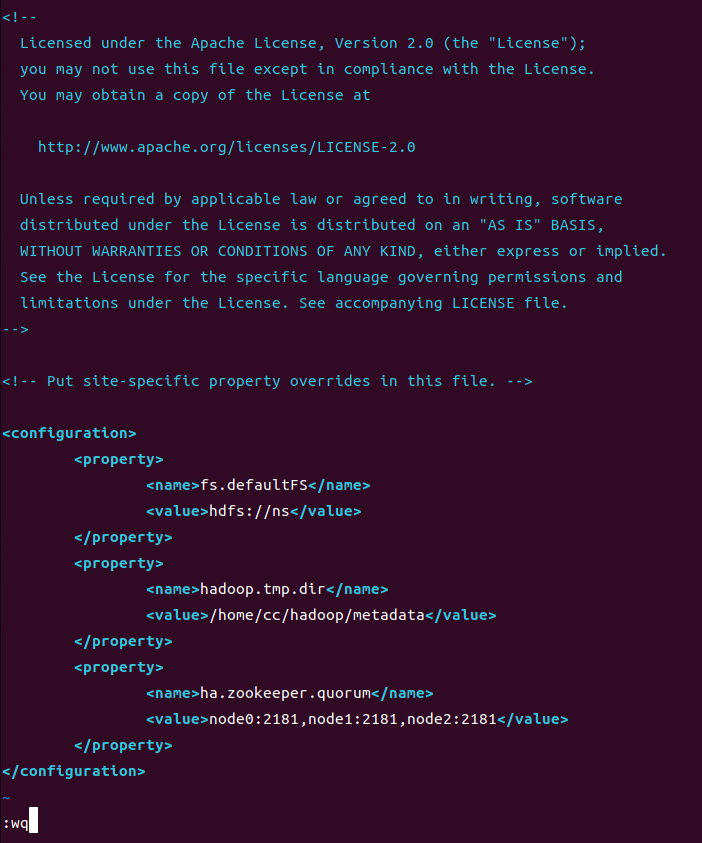 <!--
  Licensed under the Apache License, Version 2.0 (the "License");
  you may not use this file except in compliance with the License.
  You may obtain a copy of the License at

    http://www.apache.org/licenses/LICENSE-2.0

  Unless required by applicable law or agreed to in writing, software
  distributed under the License is distributed on an "AS IS" BASIS,
  WITHOUT WARRANTIES OR CONDITIONS OF ANY KIND, either express or implied.
  See the License for the specific language governing permissions and
  limitations under the License. See accompanying LICENSE file.
-->

<!-- Put site-specific property overrides in this file. -->

<configuration>
        <property>
                <name>fs.defaultFS</name>
                <value>hdfs://ns</value>
        </property>
        <property>
                <name>hadoop.tmp.dir</name>
                <value>/home/cc/hadoop/metadata</value>
        </property>
        <property>
                <name>ha.zookeeper.quorum</name>
                <value>node0:2181,node1:2181,node2:2181</value>
        </property>
</configuration>
~
:wq